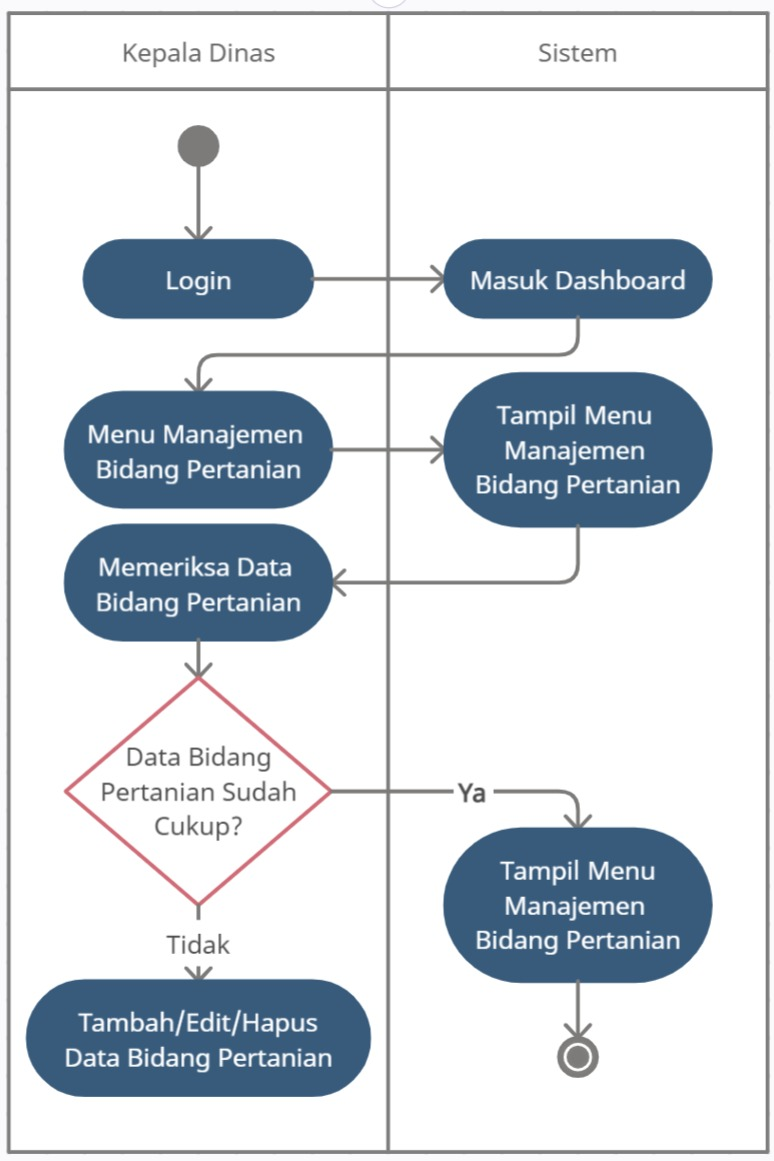 Kepala Dinas
Sistem
Login
Masuk Dashboard
Menu Manajemen
Bidang Pertanian
Tampil Menu
Manajemen
Bidang Pertanian
Memeriksa Data
Bidang Pertanian
Data Bidang
Pertanian Sudah
Cukup?
Ya
Tampil Menu
Manajemen
Bidang Pertanian
Tidak
Tambah/Edit/Hapus
Data Bidang Pertanian